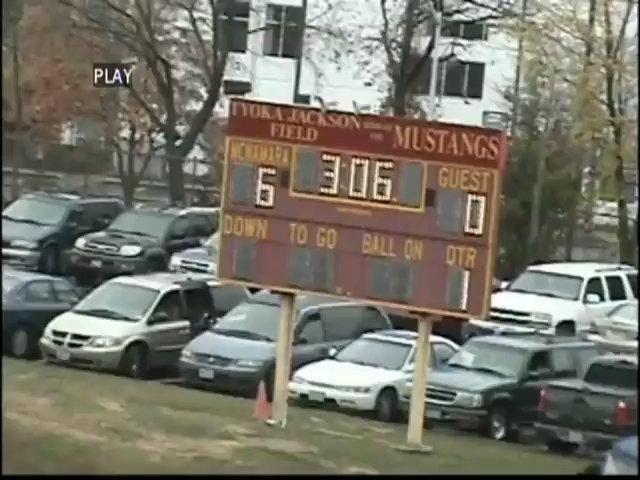 PLAY
TYOKA JACKSON
FIELD
MUSTANGS
MCNAMARA 3:06 GUEST
6 0
DOWN TO GO BALL ON QTR
1